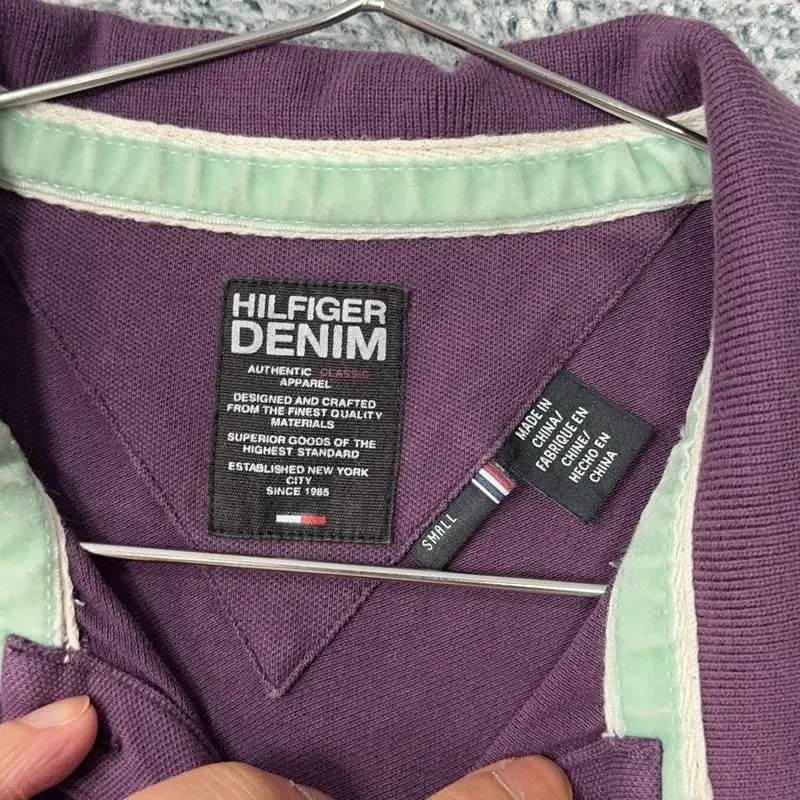 HILFIGER
DENIM
AUTHENTIC CLASSIC
APPAREL
DESIGNED AND CRAFTED
FROM THE FINEST QUALITY
MATERIALS
SUPERIOR GOODS OF THE
HIGHEST STANDARD
ESTABLISHED NEW YORK
CITY
SINCE 1985
SMALL
MADE IN
CHINA/
FABRIQUE EN
CHINE/
HECHO EN
CHINA